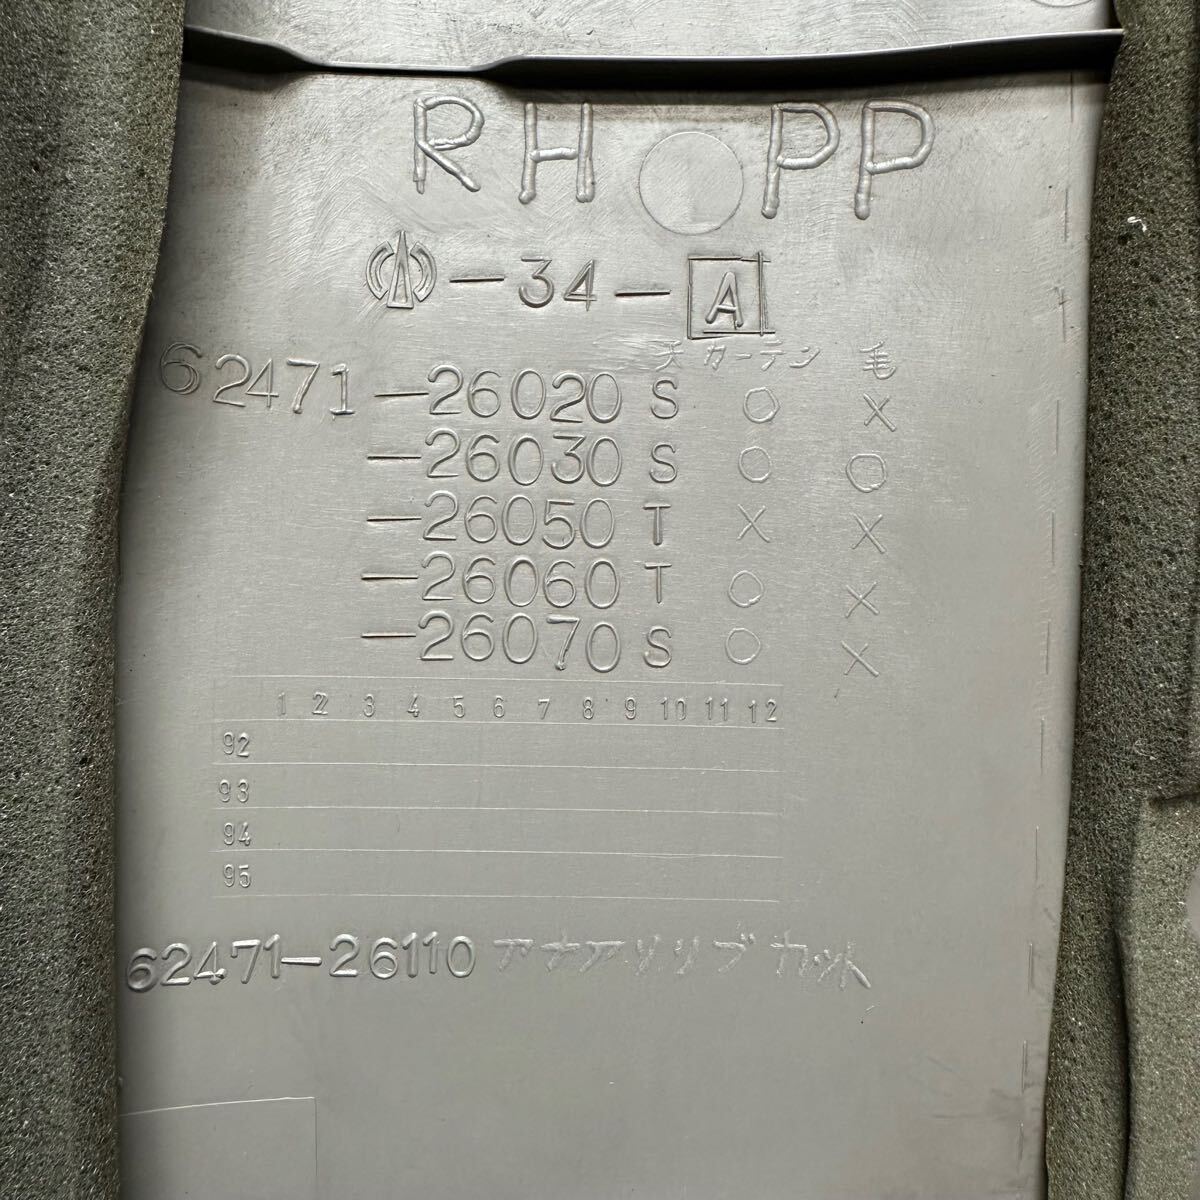 RH PP
-34-A
天カーテン 毛
62471-26020 S ○ ×
-26030 S ○ ○
-26050 T × ×
-26060 T ○ ×
-26070 S ○ ×
1 2 3 4 5 6 7 8 9 10 11 12
92
93
94
95
62471-26110 アナアリリブカット